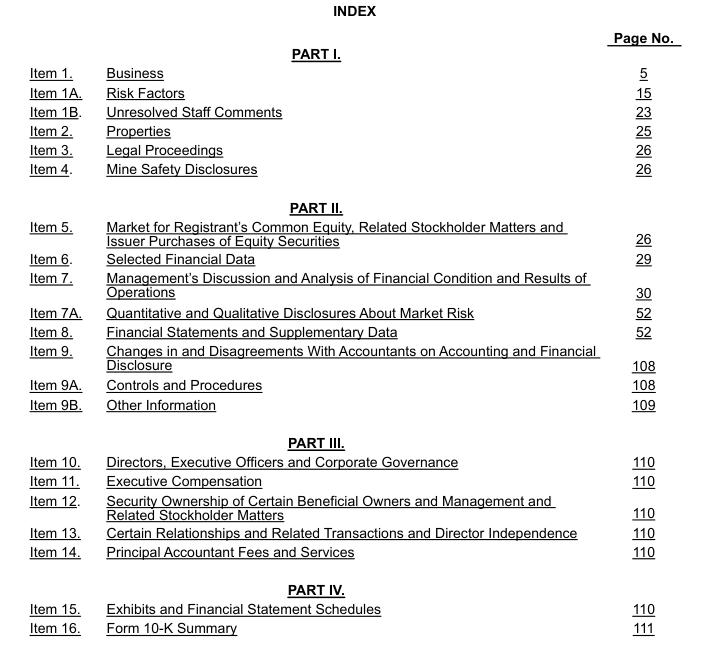 INDEX
Page No.
PART I.
Item 1. Business 5
Item 1A. Risk Factors 15
Item 1B. Unresolved Staff Comments 23
Item 2. Properties 25
Item 3. Legal Proceedings 26
Item 4. Mine Safety Disclosures 26
PART II.
Item 5. Market for Registrant's Common Equity, Related Stockholder Matters and
Issuer Purchases of Equity Securities 26
Item 6. Selected Financial Data 29
Item 7. Management's Discussion and Analysis of Financial Condition and Results of
Operations 30
Item 7A. Quantitative and Qualitative Disclosures About Market Risk 52
Item 8. Financial Statements and Supplementary Data 52
Item 9. Changes in and Disagreements With Accountants on Accounting and Financial
Disclosure 108
Item 9A. Controls and Procedures 108
Item 9B. Other Information 109
PART III.
Item 10. Directors, Executive Officers and Corporate Governance 110
Item 11. Executive Compensation 110
Item 12. Security Ownership of Certain Beneficial Owners and Management and
Related Stockholder Matters 110
Item 13. Certain Relationships and Related Transactions and Director Independence 110
Item 14. Principal Accountant Fees and Services 110
PART IV.
Item 15. Exhibits and Financial Statement Schedules 110
Item 16. Form 10-K Summary 111